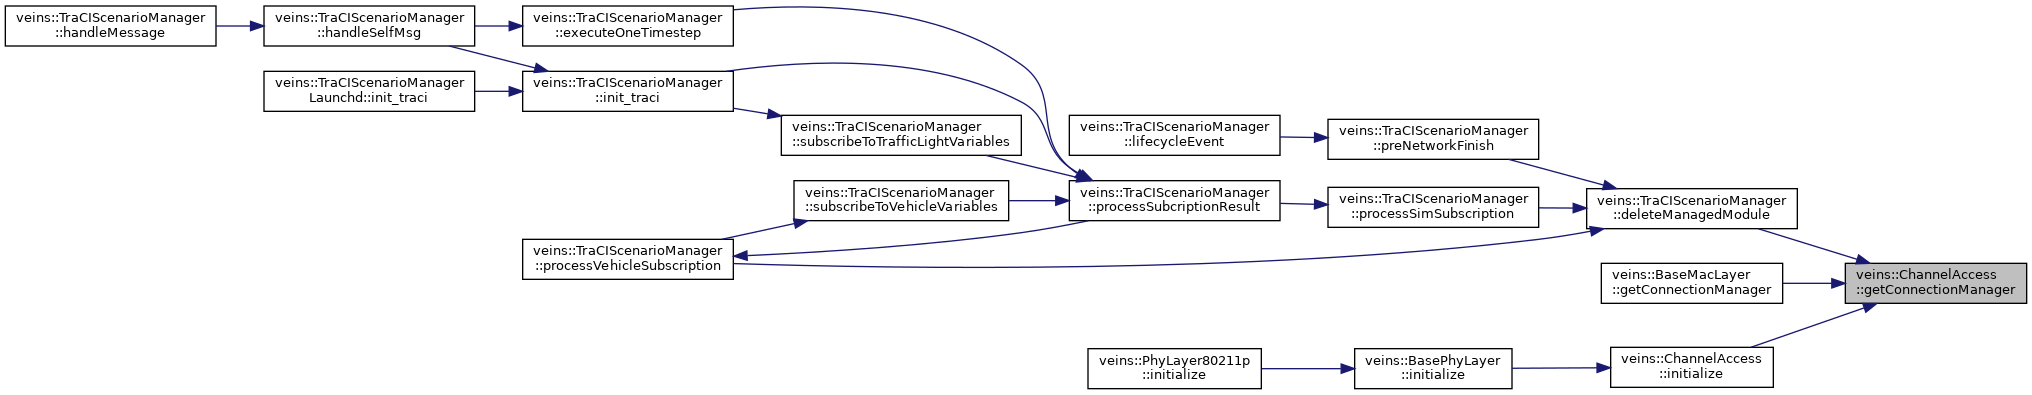 veins::TraCIScenarioManager
::handleMessage
veins::TraCIScenarioManager
::handleSelfMsg
veins::TraCIScenarioManager
::executeOneTimestep
veins::TraCIScenarioManager
Launchd::init_traci
veins::TraCIScenarioManager
::init_traci
veins::TraCIScenarioManager
::subscribeToTrafficLightVariables
veins::TraCIScenarioManager
::lifecycleEvent
veins::TraCIScenarioManager
::preNetworkFinish
veins::TraCIScenarioManager
::subscribeToVehicleVariables
veins::TraCIScenarioManager
::processSubcriptionResult
veins::TraCIScenarioManager
::processSimSubscription
veins::TraCIScenarioManager
::deleteManagedModule
veins::TraCIScenarioManager
::processVehicleSubscription
veins::BaseMacLayer
::getConnectionManager
veins::ChannelAccess
::getConnectionManager
veins::PhyLayer80211p
::initialize
veins::BasePhyLayer
::initialize
veins::ChannelAccess
::initialize